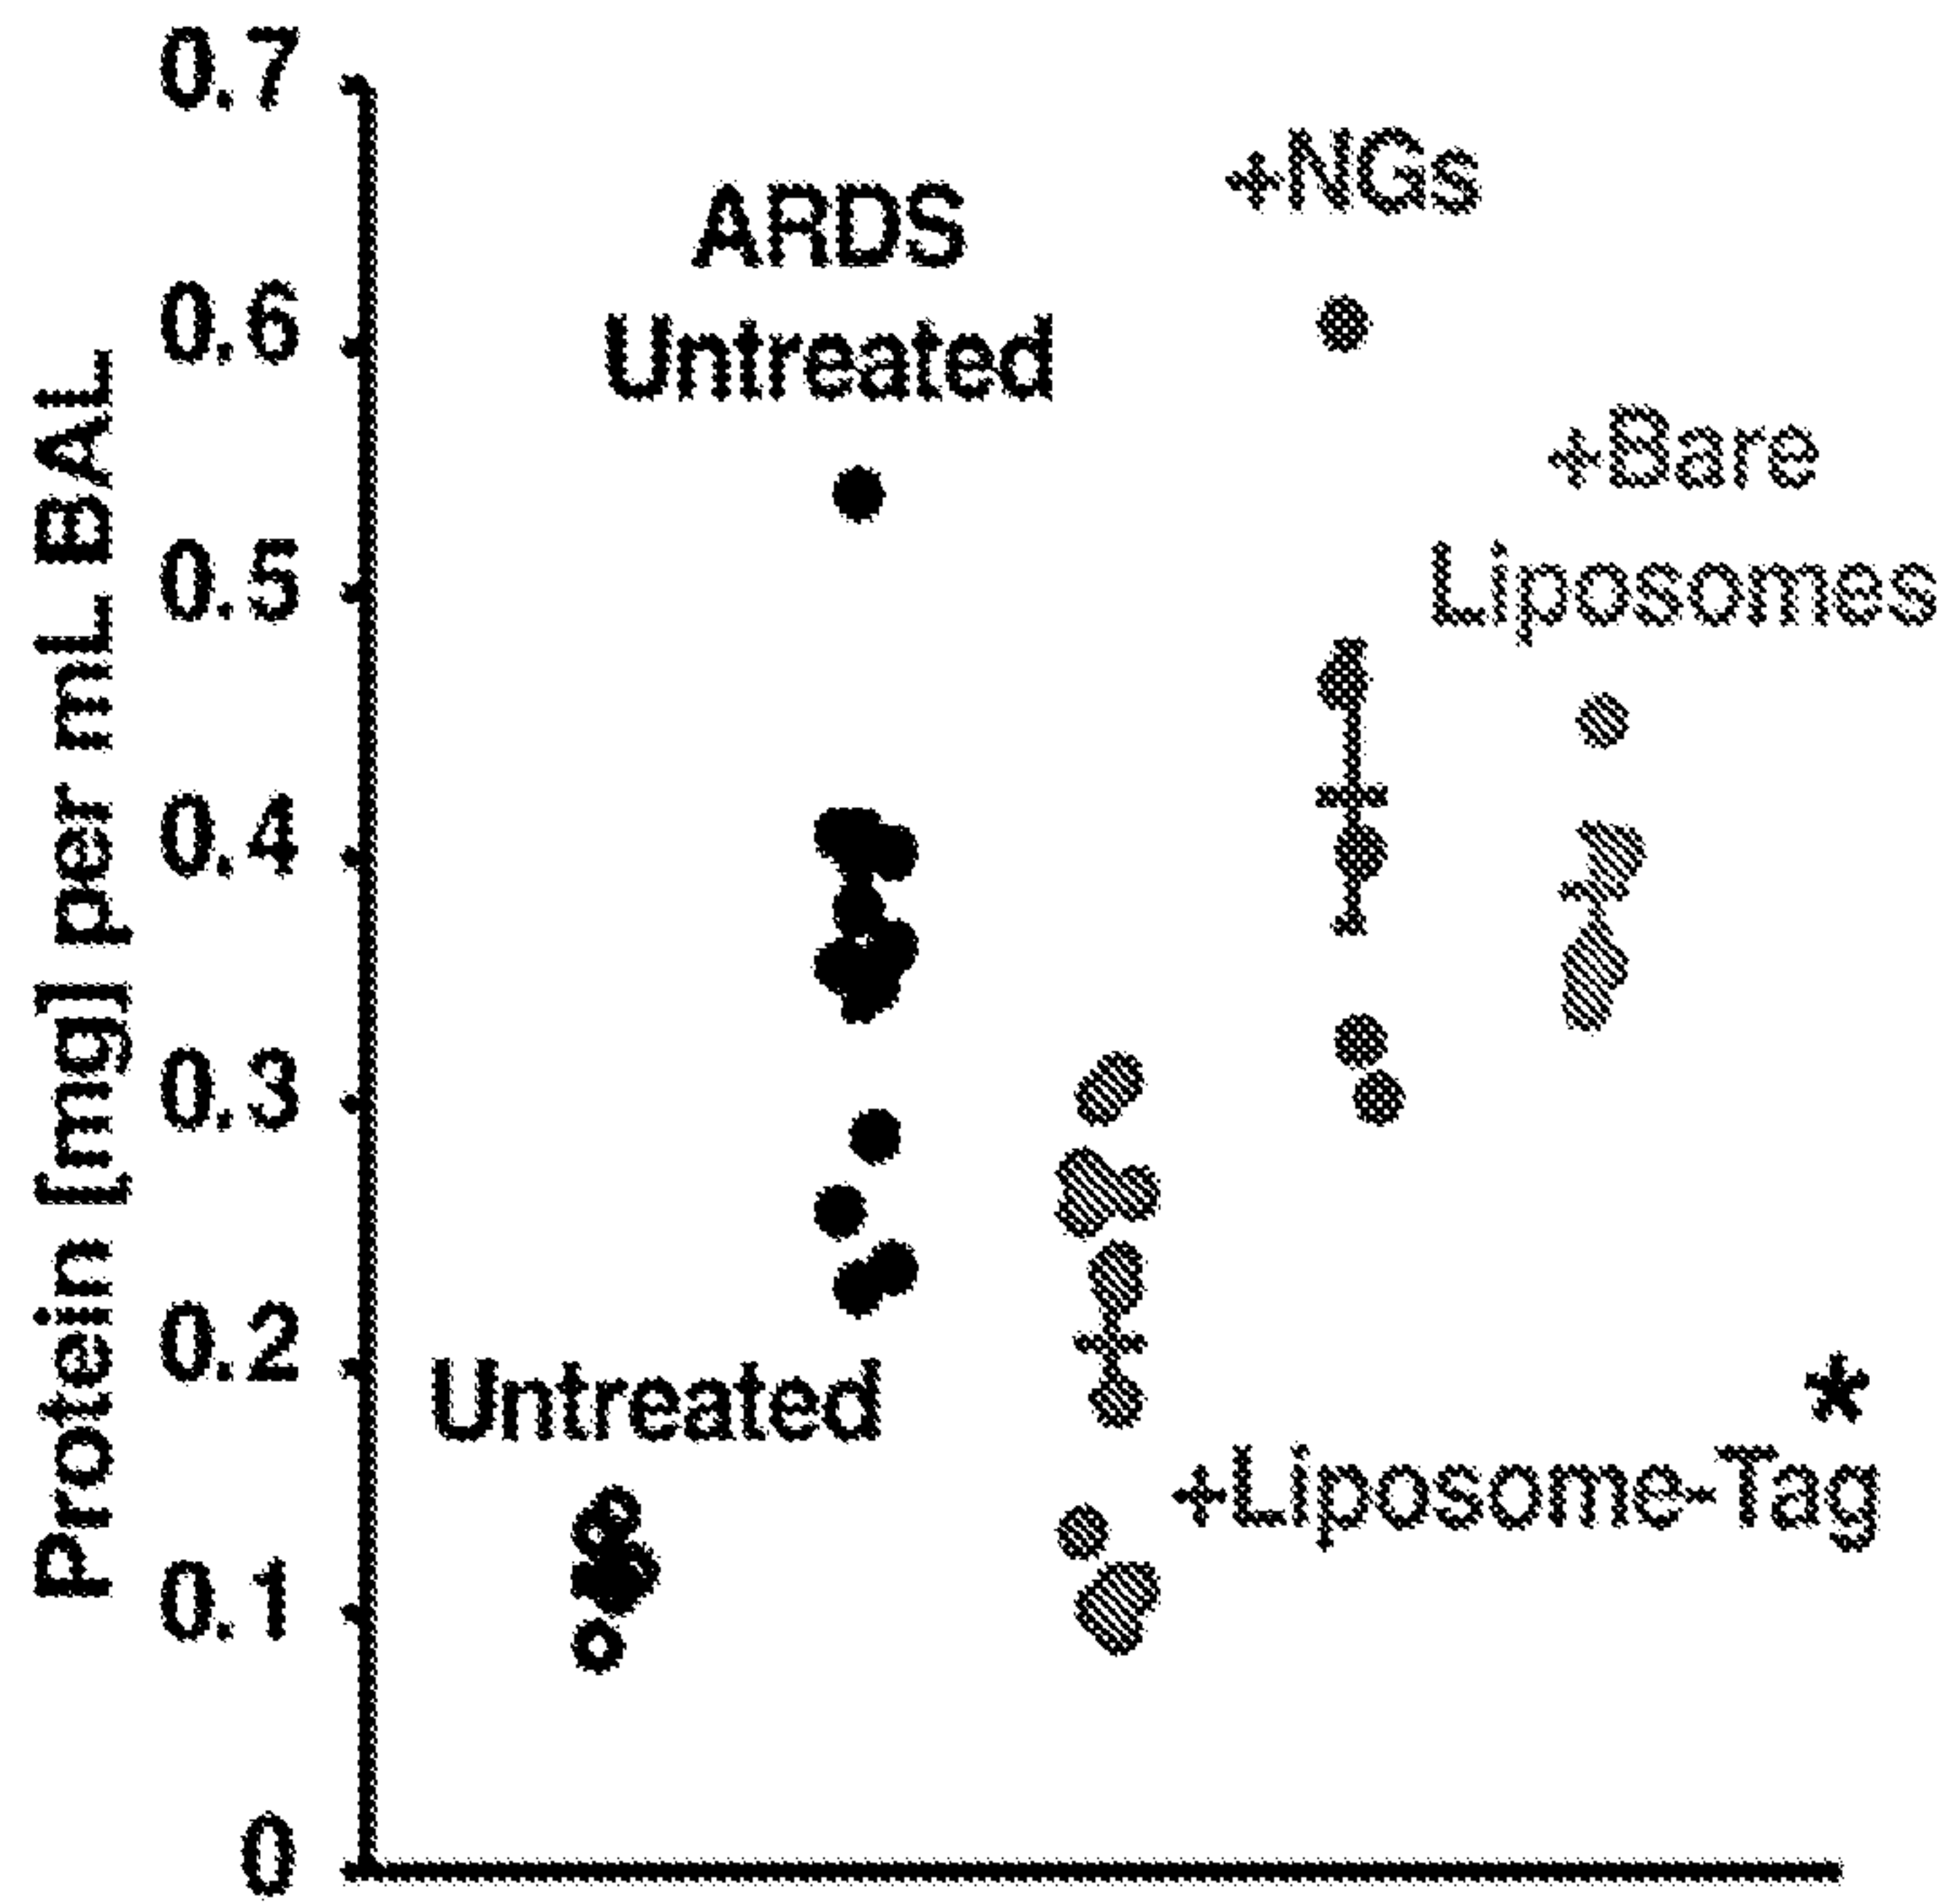 0.7
0.6
0.5
0.4
0.3
0.2
0.1
0
Protein [mg] per mL BAL
ARDS
Untreated
+NGs
+Bare
Liposomes
Untreated
*
+Liposome-Tag